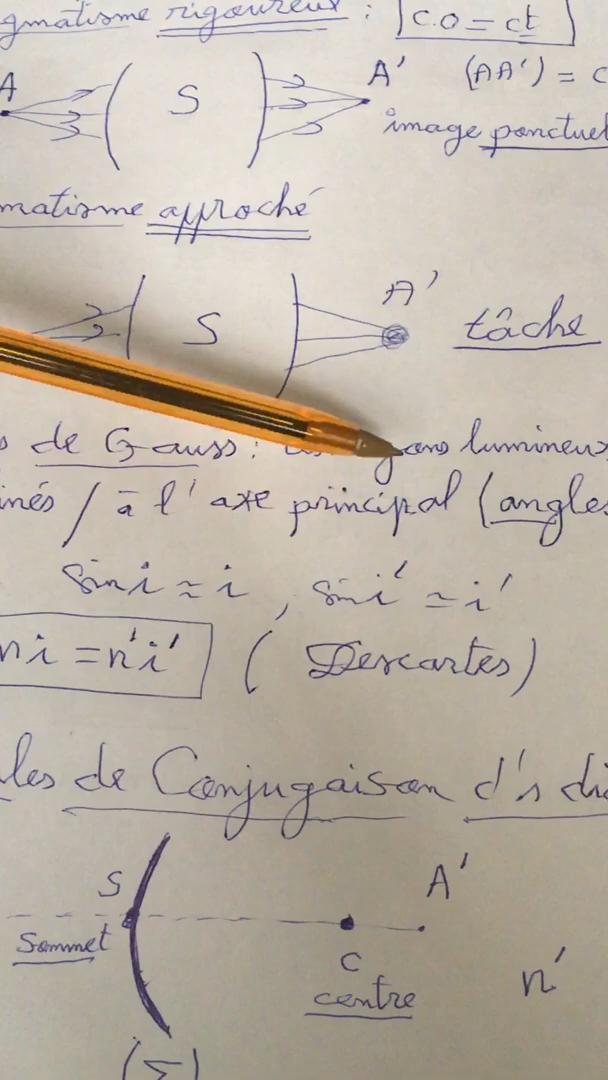 gmatisme rigoureux : C.O = ct
A S A' (AA') = c
image ponctuel
matisme approché
S A' tâche
s de Gauss : lumineux
inés / à l' axe principal (angles
sin i ≃ i , sin i' ≃ i'
n i = n' i' ( Descartes )
les de Conjugaison d's di
S A'
Sommet C n'
centre
(Σ)